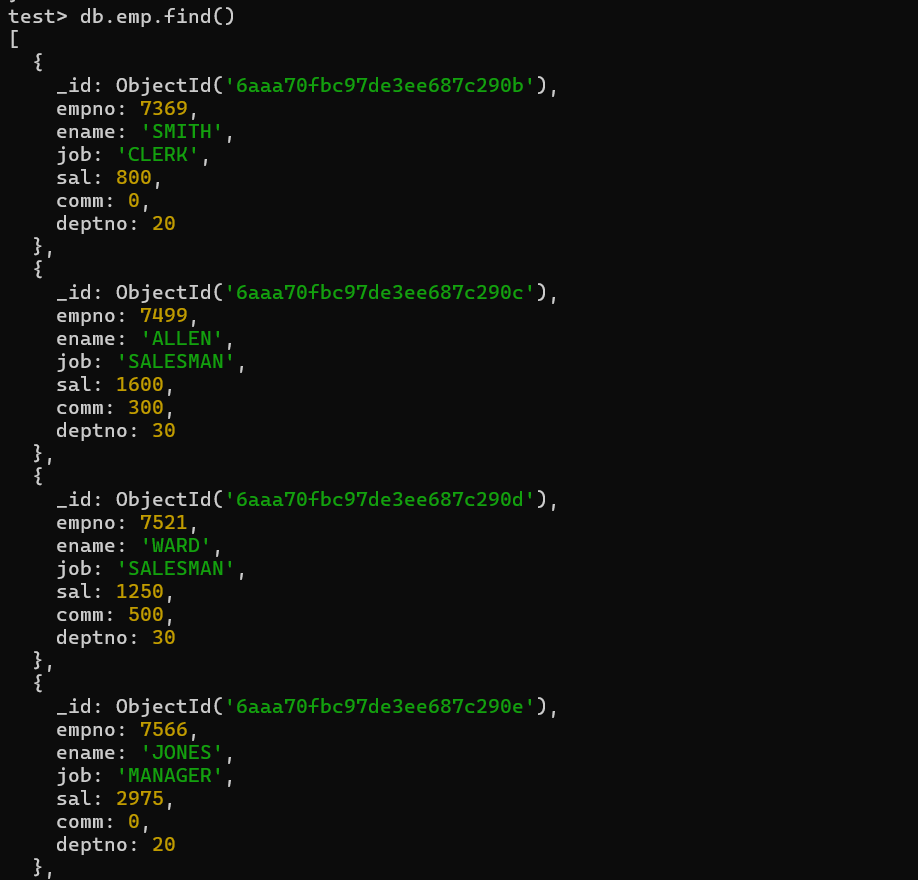 test> db.emp.find()
[
  {
    _id: ObjectId('6aaa70fbc97de3ee687c290b'),
    empno: 7369,
    ename: 'SMITH',
    job: 'CLERK',
    sal: 800,
    comm: 0,
    deptno: 20
  },
  {
    _id: ObjectId('6aaa70fbc97de3ee687c290c'),
    empno: 7499,
    ename: 'ALLEN',
    job: 'SALESMAN',
    sal: 1600,
    comm: 300,
    deptno: 30
  },
  {
    _id: ObjectId('6aaa70fbc97de3ee687c290d'),
    empno: 7521,
    ename: 'WARD',
    job: 'SALESMAN',
    sal: 1250,
    comm: 500,
    deptno: 30
  },
  {
    _id: ObjectId('6aaa70fbc97de3ee687c290e'),
    empno: 7566,
    ename: 'JONES',
    job: 'MANAGER',
    sal: 2975,
    comm: 0,
    deptno: 20
  },